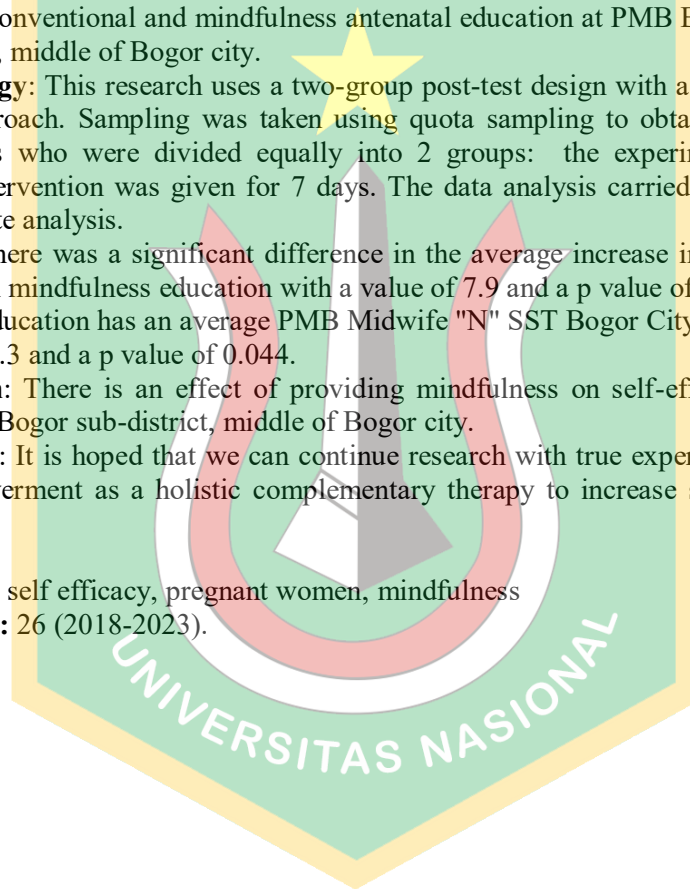 onventional and mindfulness antenatal education at PMB
, middle of Bogor city.
gy: This research uses a two-group post-test design with a
roach. Sampling was taken using quota sampling to obta
s who were divided equally into 2 groups: the experi
ervention was given for 7 days. The data analysis carried
te analysis.
here was a significant difference in the average increase i
mindfulness education with a value of 7.9 and a p value of
ducation has an average PMB Midwife "N" SST Bogor City
.3 and a p value of 0.044.
: There is an effect of providing mindfulness on self-ef
Bogor sub-district, middle of Bogor city.
: It is hoped that we can continue research with true exper
verment as a holistic complementary therapy to increase
self efficacy, pregnant women, mindfulness
: 26 (2018-2023).
UNIVERSITAS NASIONAL